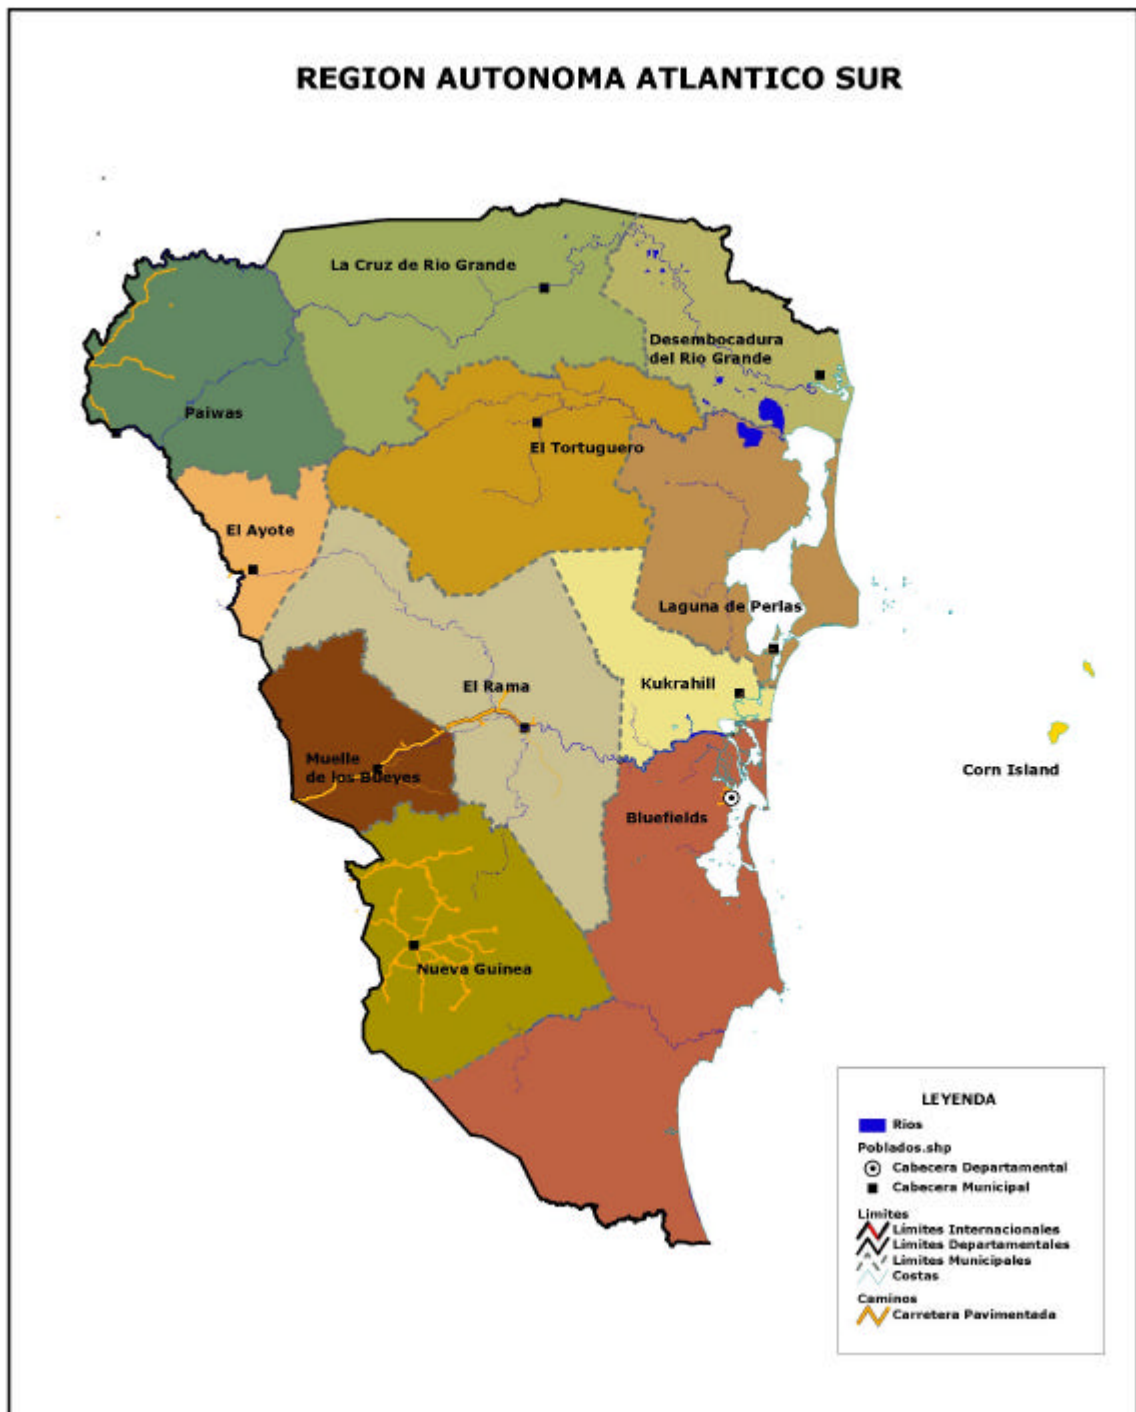 REGION AUTONOMA ATLANTICO SUR
La Cruz de Rio Grande
Desembocadura
del Rio Grande
Paiwas
El Tortuguero
El Ayote
Laguna de Perlas
Kukrahill
El Rama
Muelle
de los Bueyes
Corn Island
Bluefields
Nueva Guinea
LEYENDA
Rios
Poblados.shp
Cabecera Departamental
Cabecera Municipal
Limites
Limites Internacionales
Limites Departamentales
Limites Municipales
Costas
Caminos
Carretera Pavimentada